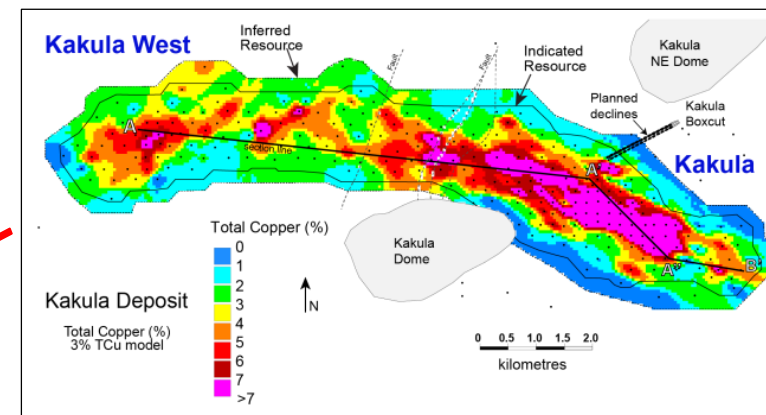 Kakula West
Inferred
Resource
Fault
Fault
Indicated
Resource
Kakula
NE Dome
Planned
declines
Kakula
Boxcut
Kakula
A
section line
A'
A"
B
Kakula
Dome
Total Copper (%)
0
1
2
3
4
5
6
7
>7
Kakula Deposit
Total Copper (%)
3% TCu model
N
0 0.5 1.0 1.5 2.0
kilometres